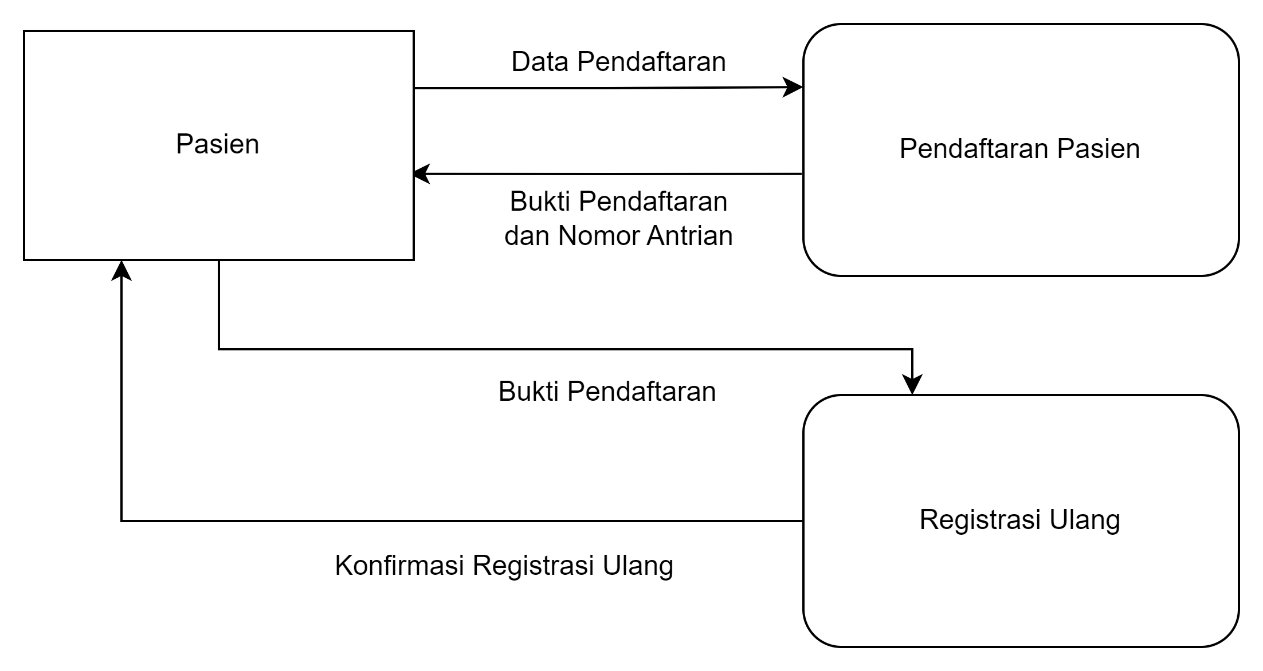 Data Pendaftaran
Pasien
Pendaftaran Pasien
Bukti Pendaftaran
dan Nomor Antrian
Bukti Pendaftaran
Registrasi Ulang
Konfirmasi Registrasi Ulang